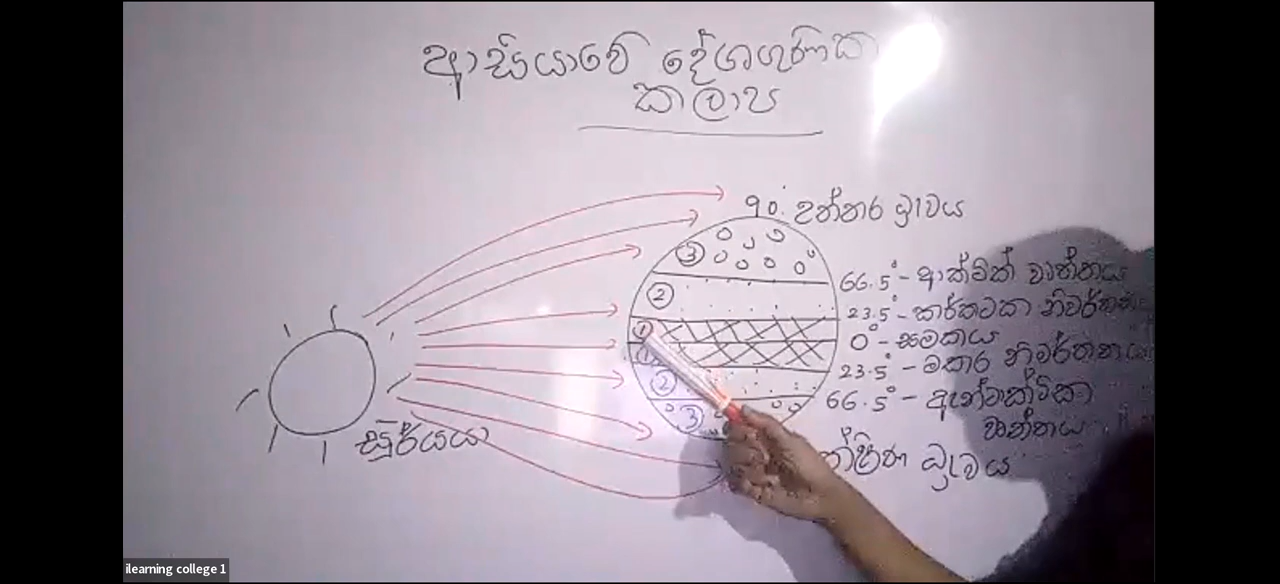 ආසියාවේ දේශගුණික
කලාප
90° උත්තර ධ්‍රැවය
3
66.5° - ආක්ටික් වෘත්තය
2
23.5° - කර්කටක නිවර්තනය
1
0° - සමකය
1
23.5° - මකර නිවර්තනය
2
66.5° - ඇන්ටාක්ටිකා
වෘත්තය
3
සූර්යයා
ධ්‍රැවය
ilearning college 1